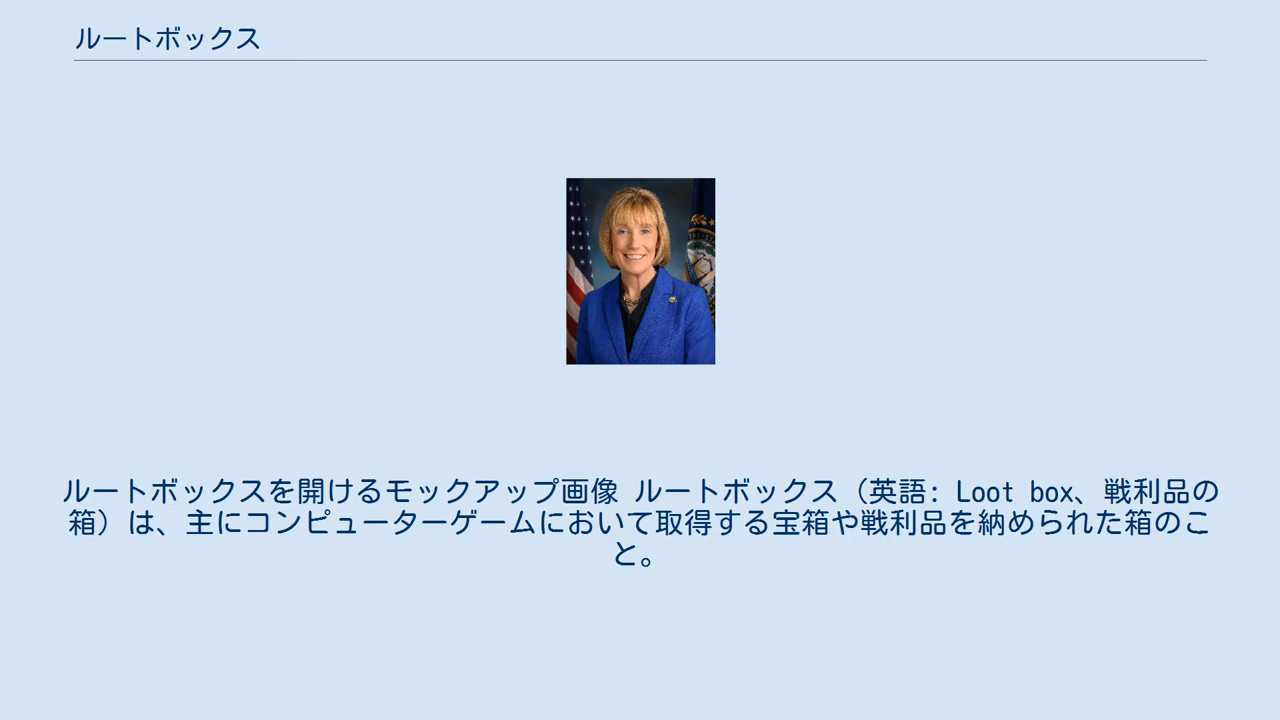 ルートボックス
ルートボックスを開けるモックアップ画像 ルートボックス（英語: Loot box、戦利品の
箱）は、主にコンピューターゲームにおいて取得する宝箱や戦利品を納められた箱のこ
と。